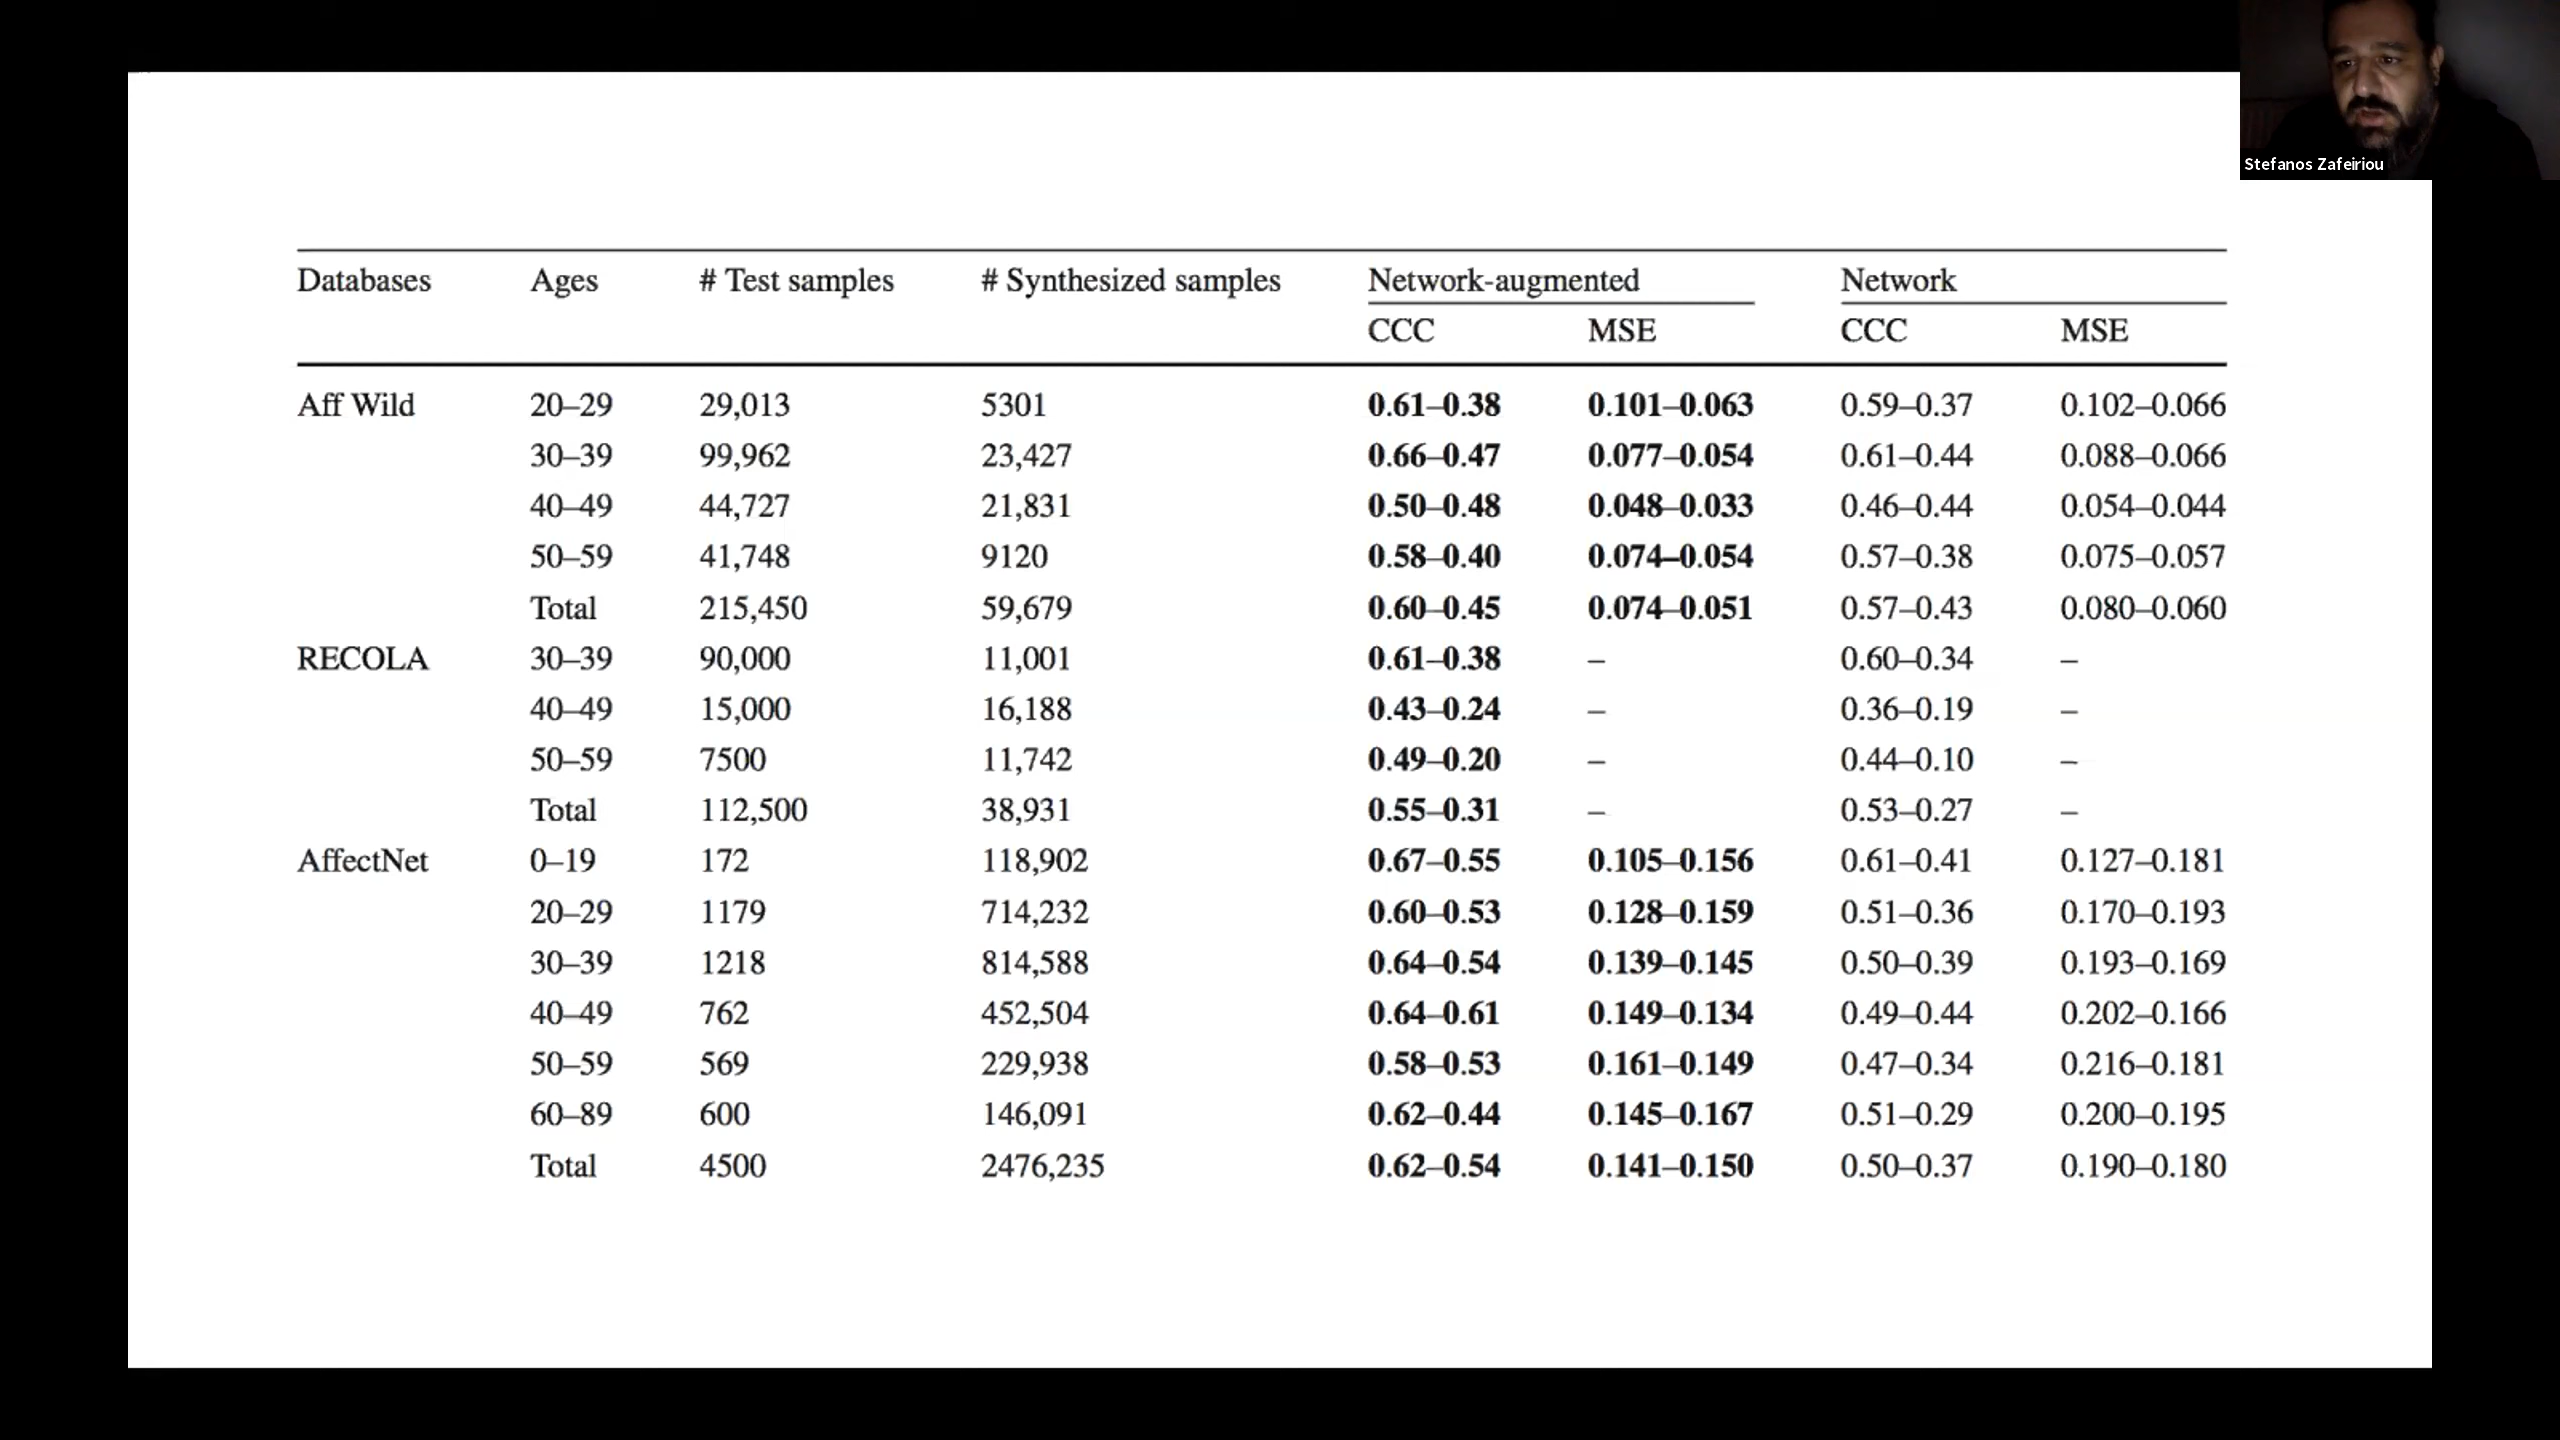 Stefanos Zafeiriou
Databases Ages # Test samples # Synthesized samples Network-augmented Network
CCC MSE CCC MSE
Aff Wild 20–29 29,013 5301 0.61–0.38 0.101–0.063 0.59–0.37 0.102–0.066
30–39 99,962 23,427 0.66–0.47 0.077–0.054 0.61–0.44 0.088–0.066
40–49 44,727 21,831 0.50–0.48 0.048–0.033 0.46–0.44 0.054–0.044
50–59 41,748 9120 0.58–0.40 0.074–0.054 0.57–0.38 0.075–0.057
Total 215,450 59,679 0.60–0.45 0.074–0.051 0.57–0.43 0.080–0.060
RECOLA 30–39 90,000 11,001 0.61–0.38 – 0.60–0.34 –
40–49 15,000 16,188 0.43–0.24 – 0.36–0.19 –
50–59 7500 11,742 0.49–0.20 – 0.44–0.10 –
Total 112,500 38,931 0.55–0.31 – 0.53–0.27 –
AffectNet 0–19 172 118,902 0.67–0.55 0.105–0.156 0.61–0.41 0.127–0.181
20–29 1179 714,232 0.60–0.53 0.128–0.159 0.51–0.36 0.170–0.193
30–39 1218 814,588 0.64–0.54 0.139–0.145 0.50–0.39 0.193–0.169
40–49 762 452,504 0.64–0.61 0.149–0.134 0.49–0.44 0.202–0.166
50–59 569 229,938 0.58–0.53 0.161–0.149 0.47–0.34 0.216–0.181
60–89 600 146,091 0.62–0.44 0.145–0.167 0.51–0.29 0.200–0.195
Total 4500 2476,235 0.62–0.54 0.141–0.150 0.50–0.37 0.190–0.180